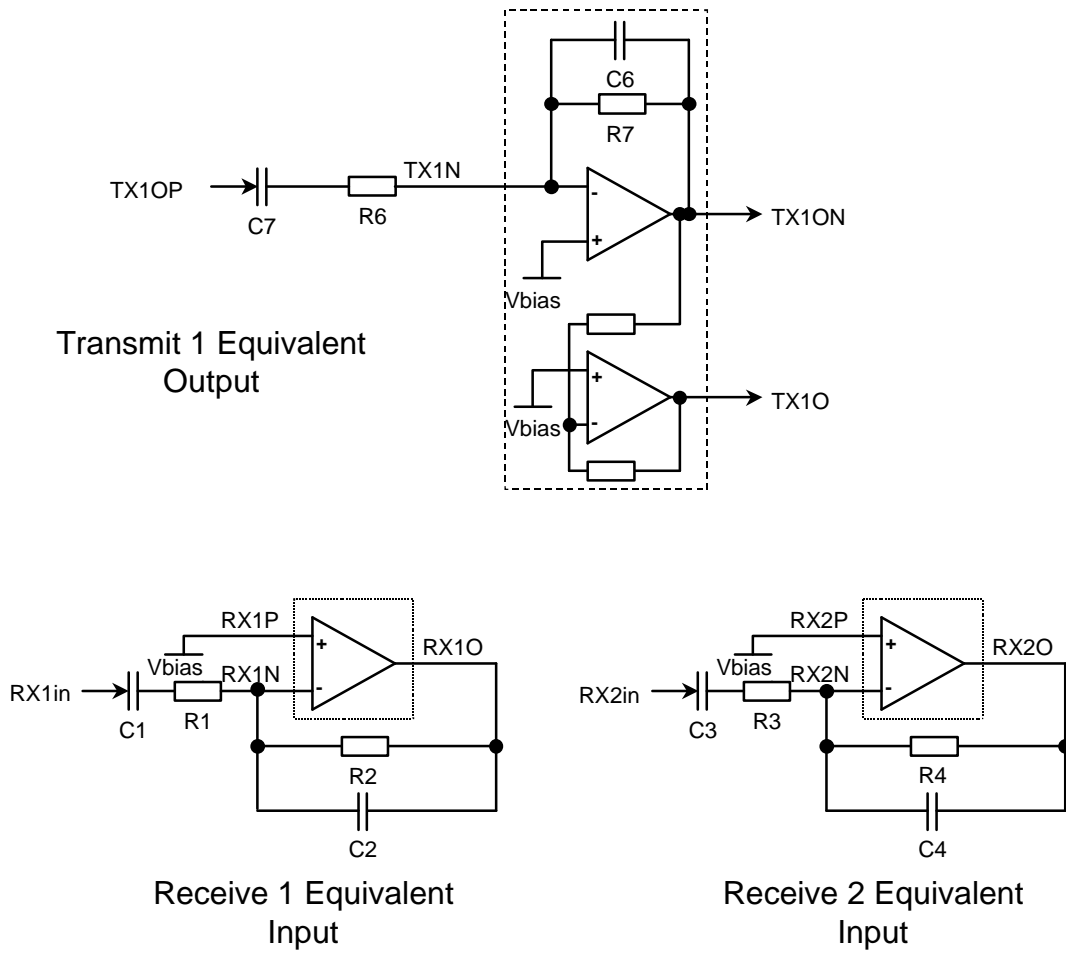 C6
R7
TX1N
TX1OP
C7
R6
-
+
TX1ON
Vbias
Transmit 1 Equivalent
Output
+
-
Vbias
TX1O
RX1P
+
RX1O
Vbias
RX1N
-
RX1in
C1
R1
R2
C2
Receive 1 Equivalent
Input
RX2P
+
RX2O
Vbias
RX2N
-
RX2in
C3
R3
R4
C4
Receive 2 Equivalent
Input